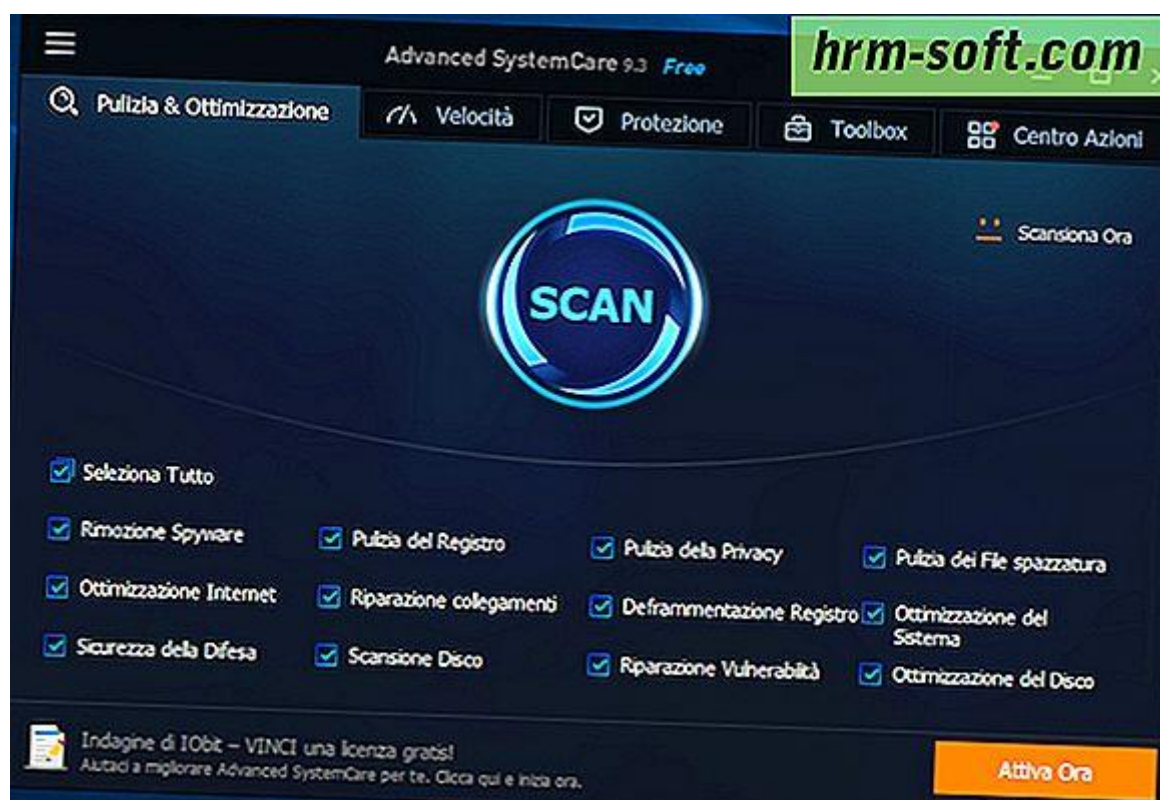 hrm-soft.com
Advanced SystemCare 9.3 Free
Pulizia & Ottimizzazione
Velocità
Protezione
Toolbox
Centro Azioni
Scansiona Ora
SCAN
Seleziona Tutto
Rimozione Spyware
Pulizia del Registro
Pulizia della Privacy
Pulizia dei File spazzatura
Ottimizzazione Internet
Riparazione collegamenti
Deframmentazione Registro
Ottimizzazione del
Sistema
Sicurezza della Difesa
Scansione Disco
Riparazione Vulnerabilità
Ottimizzazione del Disco
Indagine di IObit – VINCI una licenza gratis!
Aiutaci a migliorare Advanced SystemCare per te. Clicca qui e inizia ora.
Attiva Ora